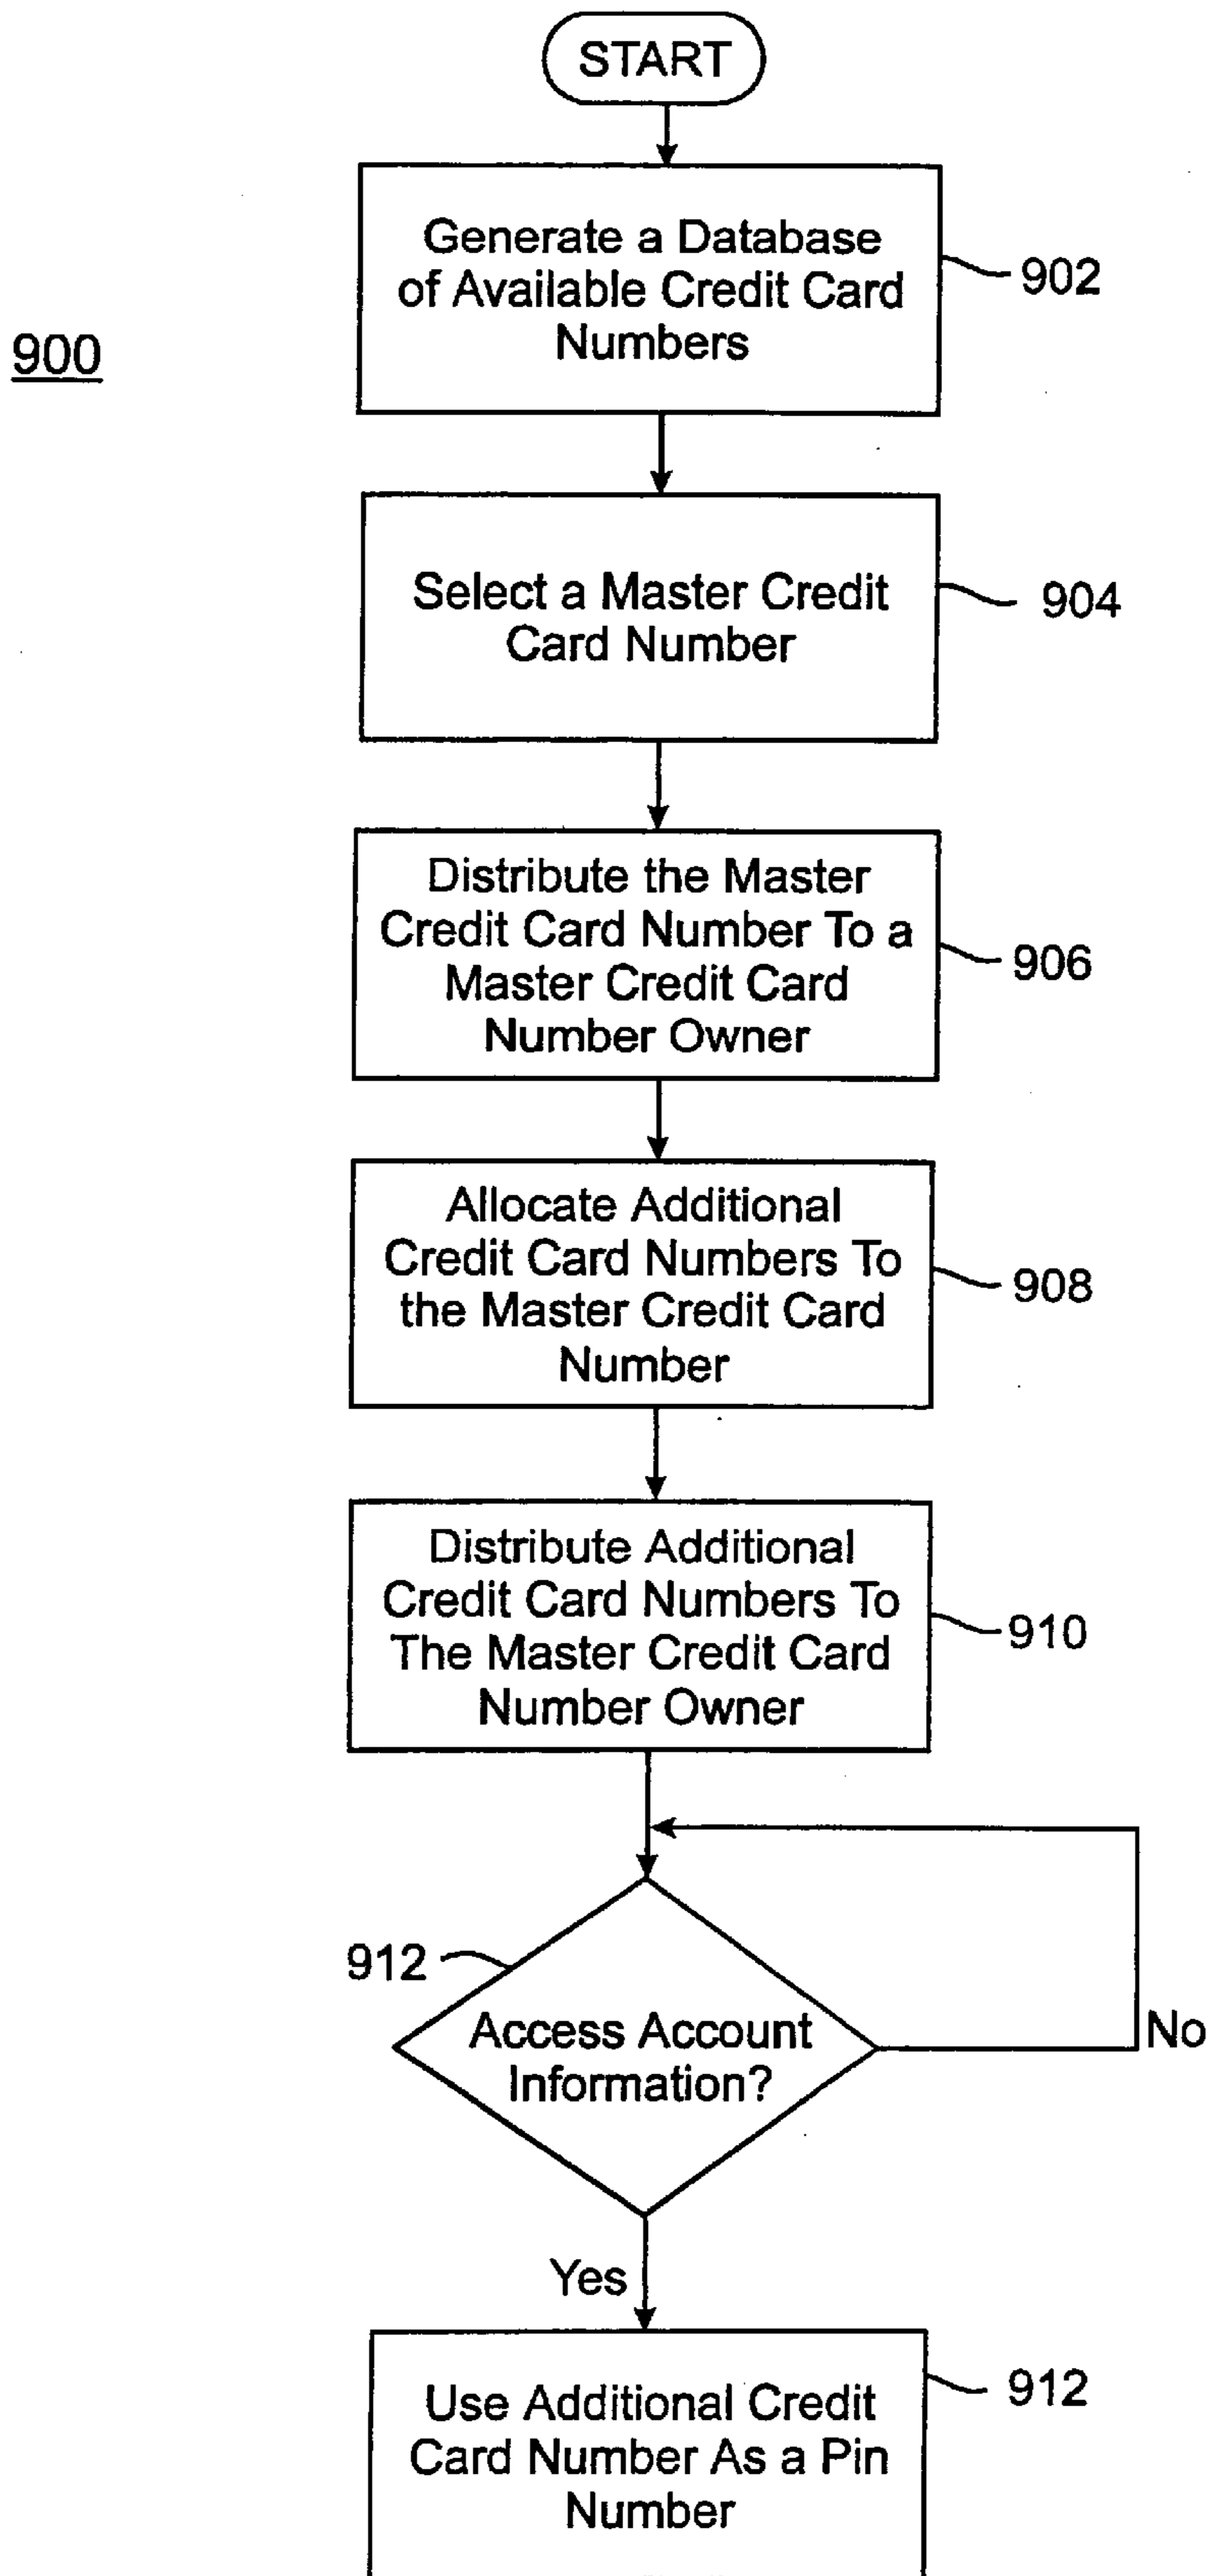 START
Generate a Database
of Available Credit Card
Numbers
902
900
Select a Master Credit
Card Number
904
Distribute the Master
Credit Card Number To a
Master Credit Card
Number Owner
906
Allocate Additional
Credit Card Numbers To
the Master Credit Card
Number
908
Distribute Additional
Credit Card Numbers To
The Master Credit Card
Number Owner
910
912
Access Account
Information?
No
Yes
Use Additional Credit
Card Number As a Pin
Number
912